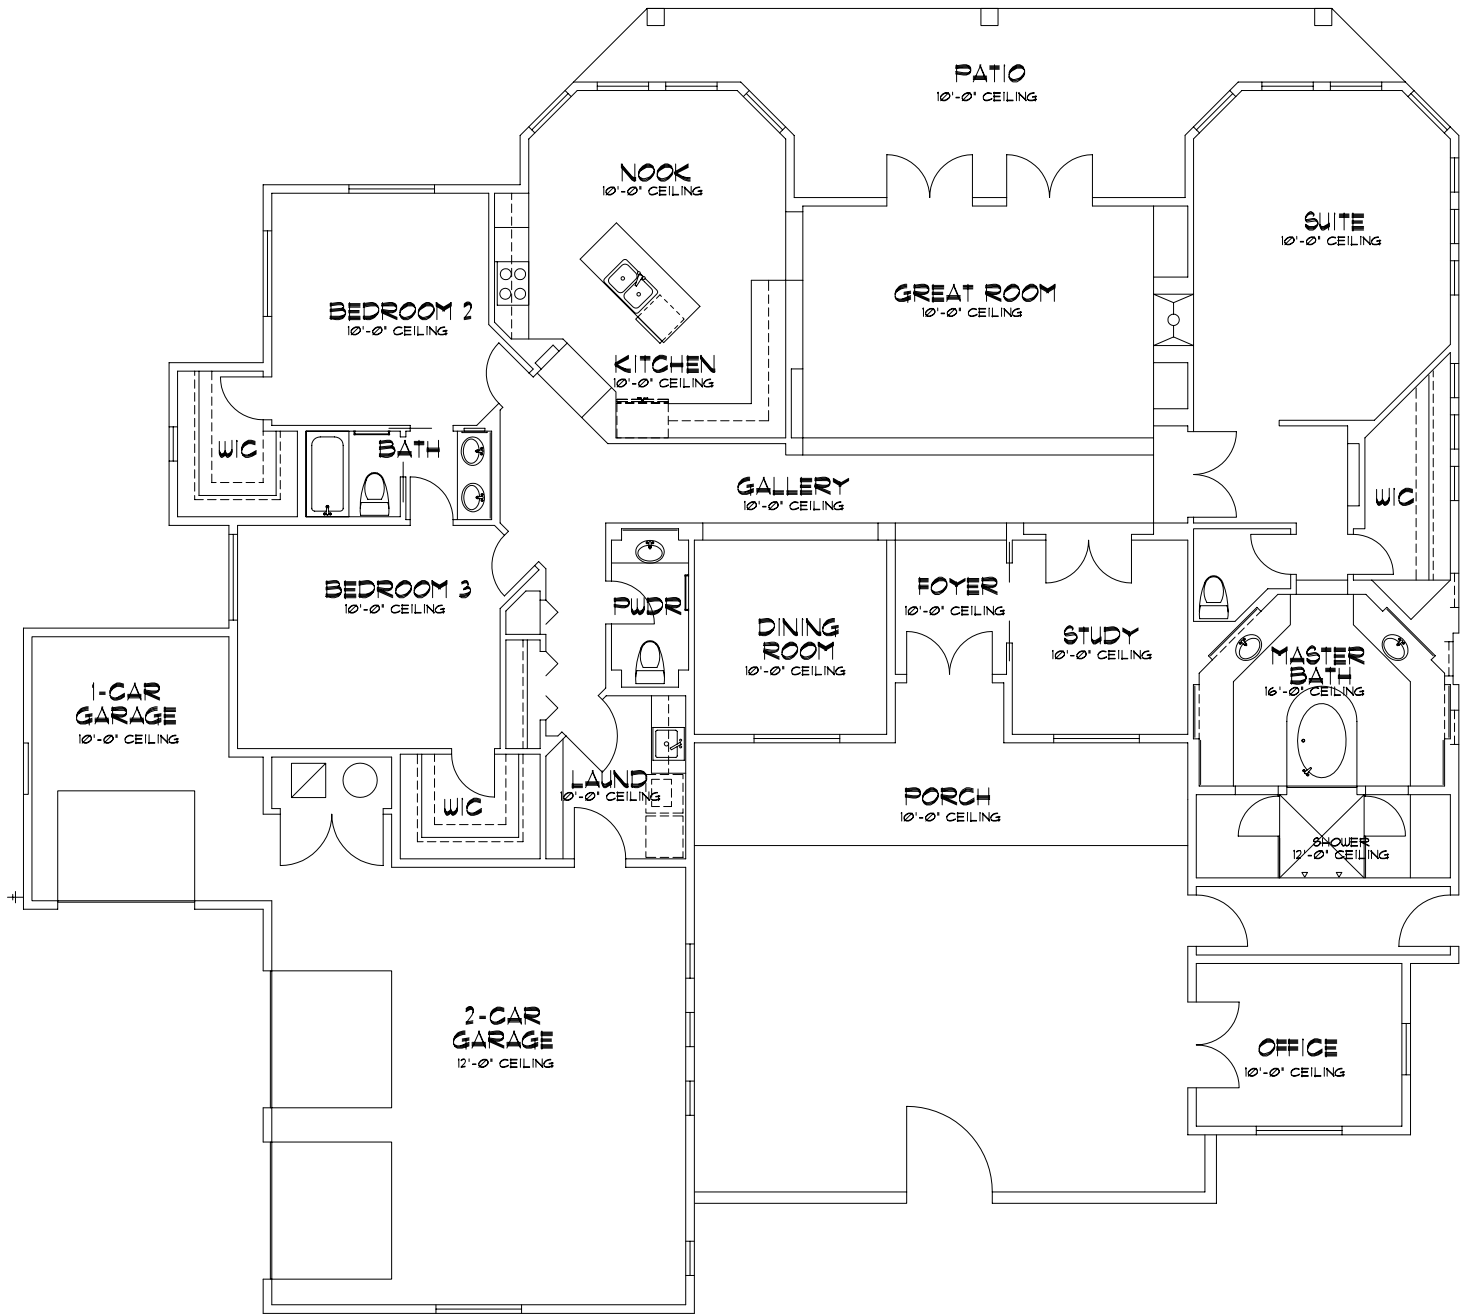 PATIO
10'-0" CEILING
NOOK
10'-0" CEILING
SUITE
10'-0" CEILING
BEDROOM 2
10'-0" CEILING
GREAT ROOM
10'-0" CEILING
KITCHEN
10'-0" CEILING
WIC
BATH
GALLERY
10'-0" CEILING
WIC
BEDROOM 3
10'-0" CEILING
PWDR
FOYER
10'-0" CEILING
DINING
ROOM
10'-0" CEILING
STUDY
10'-0" CEILING
MASTER
BATH
16'-0" CEILING
1-CAR
GARAGE
10'-0" CEILING
LAUND
10'-0" CEILING
WIC
PORCH
10'-0" CEILING
SHOWER
12'-0" CEILING
2-CAR
GARAGE
12'-0" CEILING
OFFICE
10'-0" CEILING